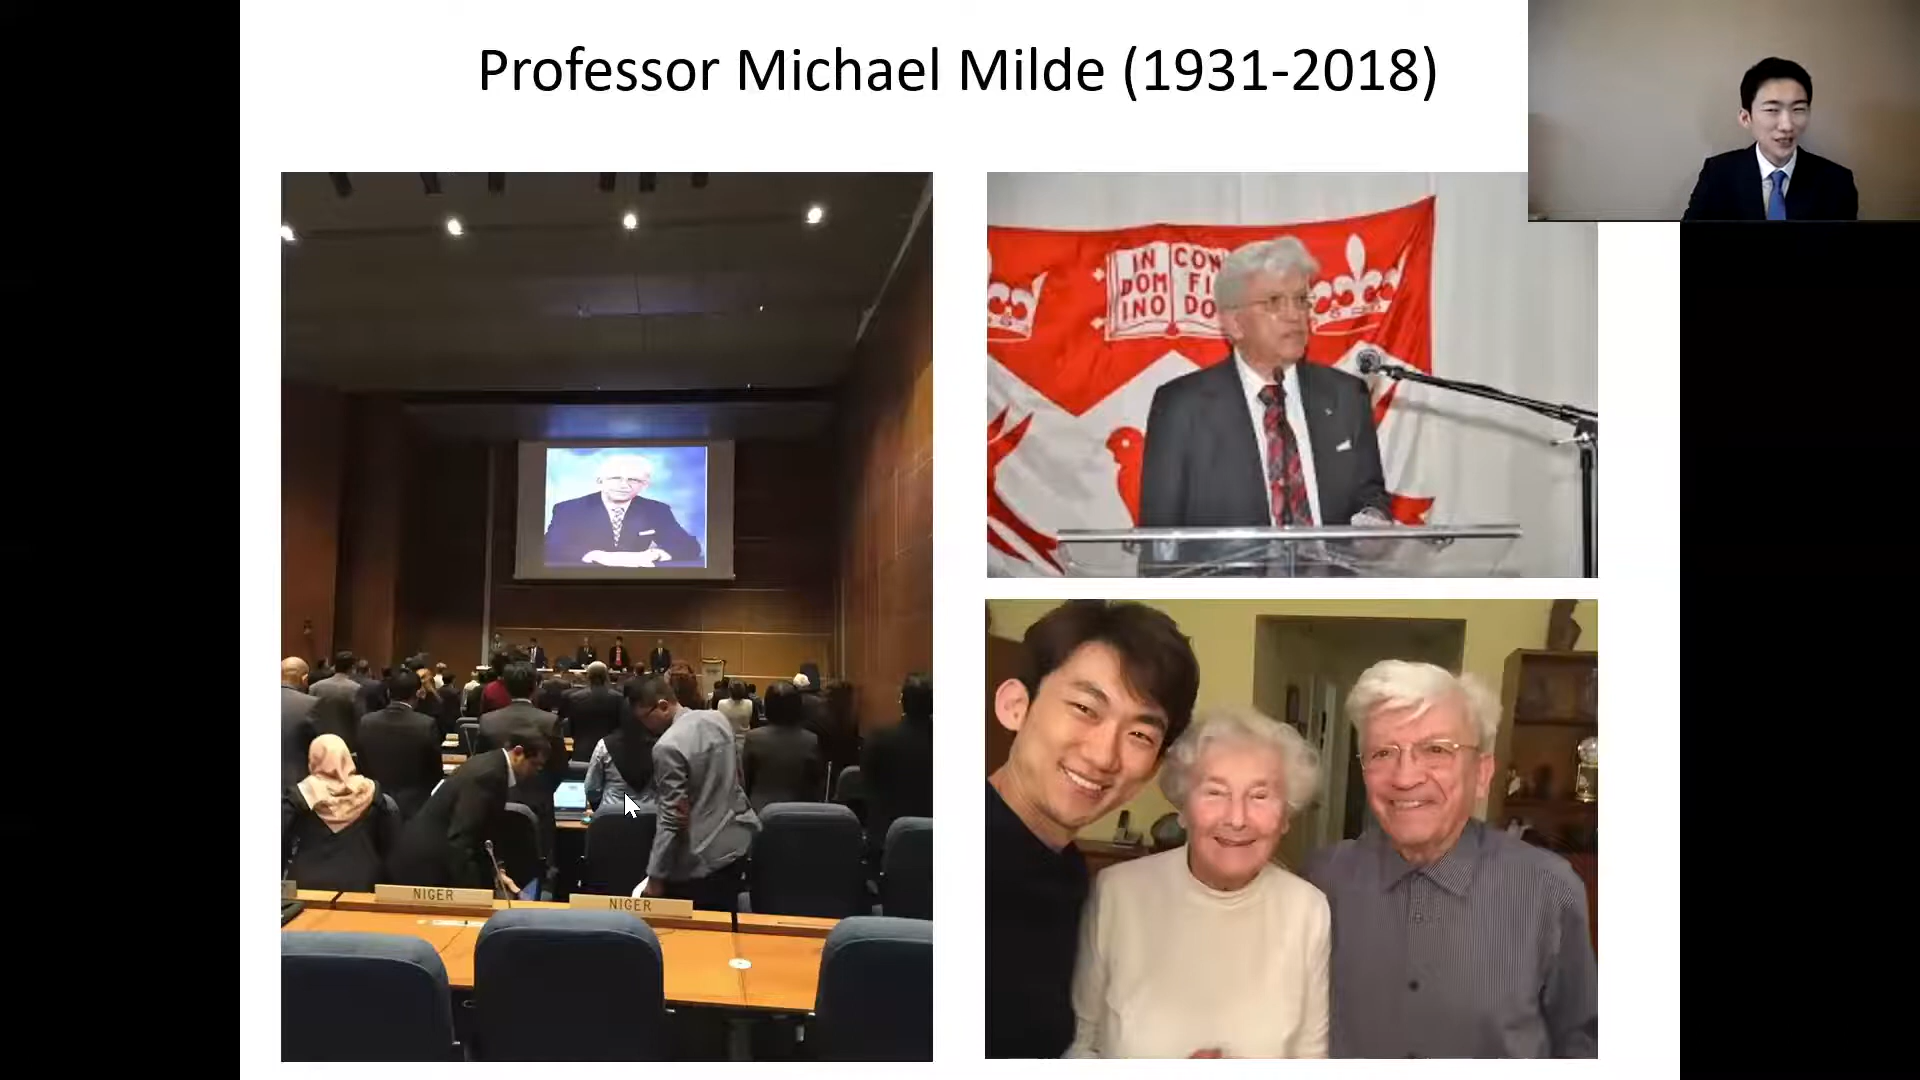 Professor Michael Milde (1931-2018)
IN
DOM
INO
CON
FI
DO
NIGER
NIGER